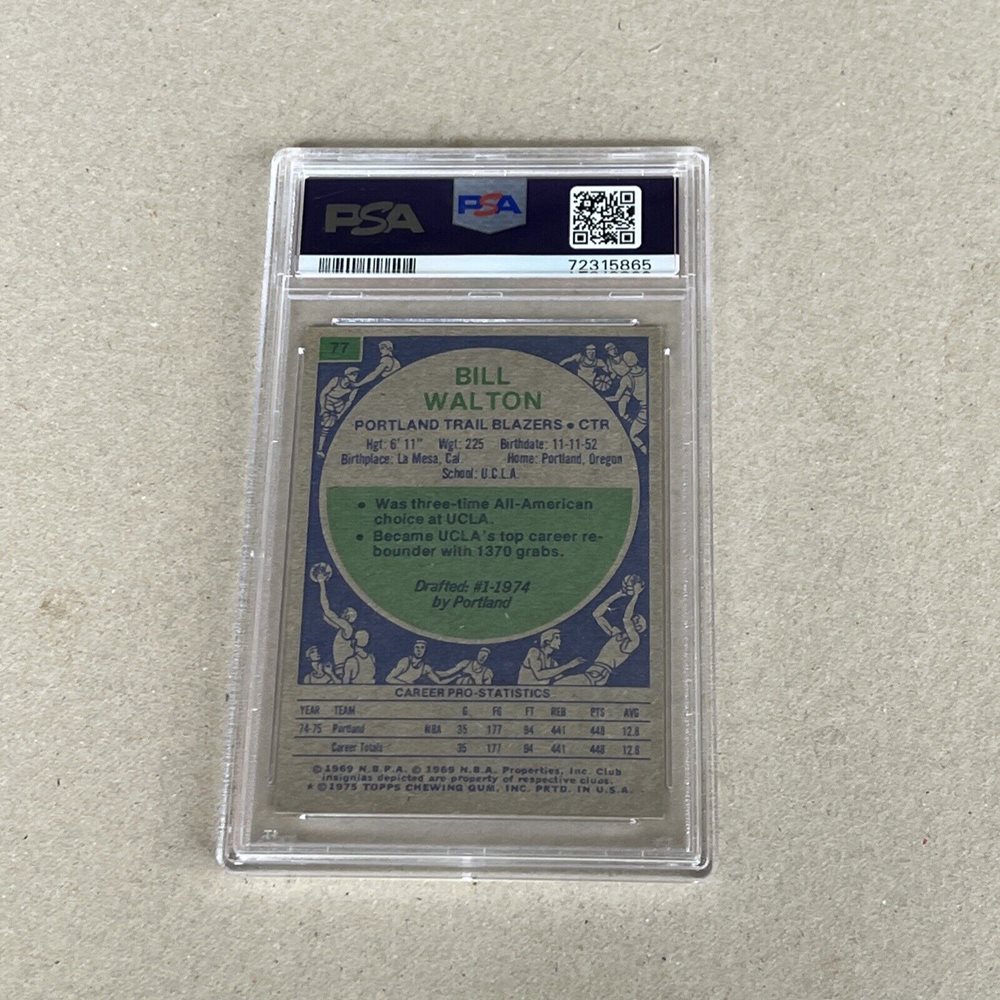 PSA
PSA
72315865
77
BILL
WALTON
PORTLAND TRAIL BLAZERS • CTR
Hgt: 6' 11" Wgt: 225 Birthdate: 11-11-52
Birthplace: La Mesa, Cal. Home: Portland, Oregon
School: U.C.L.A.
• Was three-time All-American
choice at UCLA.
• Became UCLA's top career re-
bounder with 1370 grabs.
Drafted: #1-1974
by Portland
CAREER PRO-STATISTICS
YEAR TEAM G FG FT REB PTS AVG
74-75 Portland NBA 35 177 94 441 448 12.8
Career Totals 35 177 94 441 448 12.8
© 1969 N.B.P.A. © 1969 N.B.A. Properties, Inc. Club
insignias depicted are property of respective clubs.
★ © 1975 TOPPS CHEWING GUM, INC. PRTD. IN U.S.A.